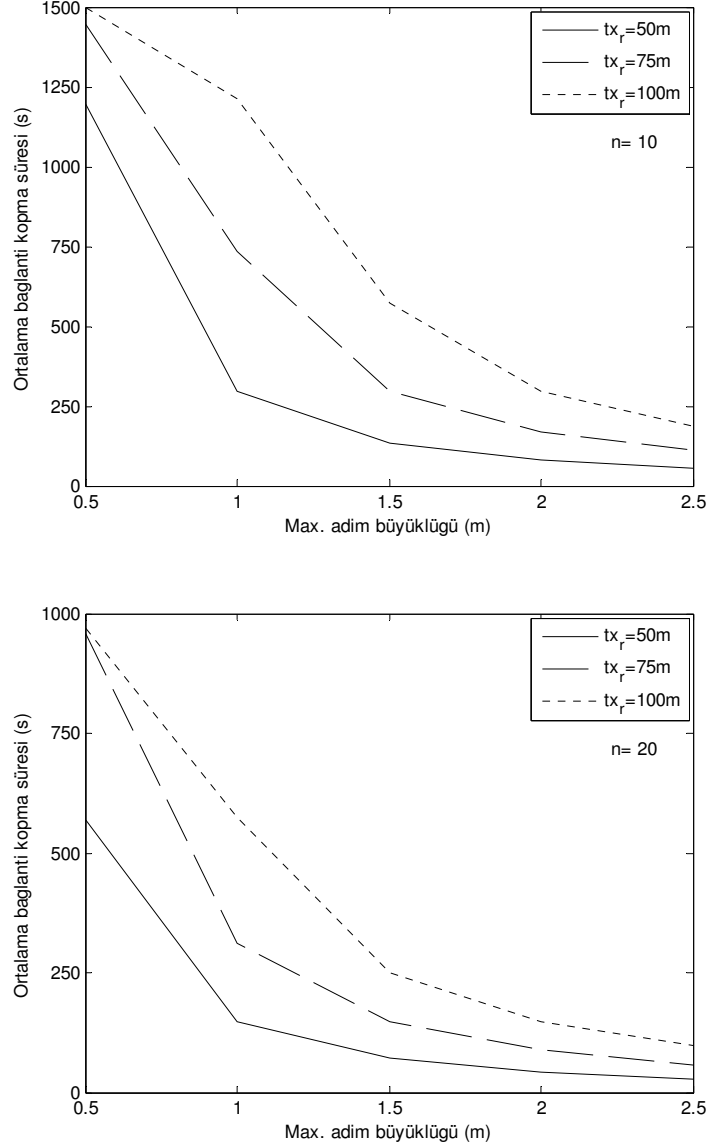 1500
1250
1000
750
500
250
0
Ortalama baglanti kopma süresi (s)
tx_r=50m
tx_r=75m
tx_r=100m
n= 10
0.5 1 1.5 2 2.5
Max. adim büyüklügü (m)
1000
750
500
250
0
Ortalama baglanti kopma süresi (s)
tx_r=50m
tx_r=75m
tx_r=100m
n= 20
0.5 1 1.5 2 2.5
Max. adim büyüklügü (m)